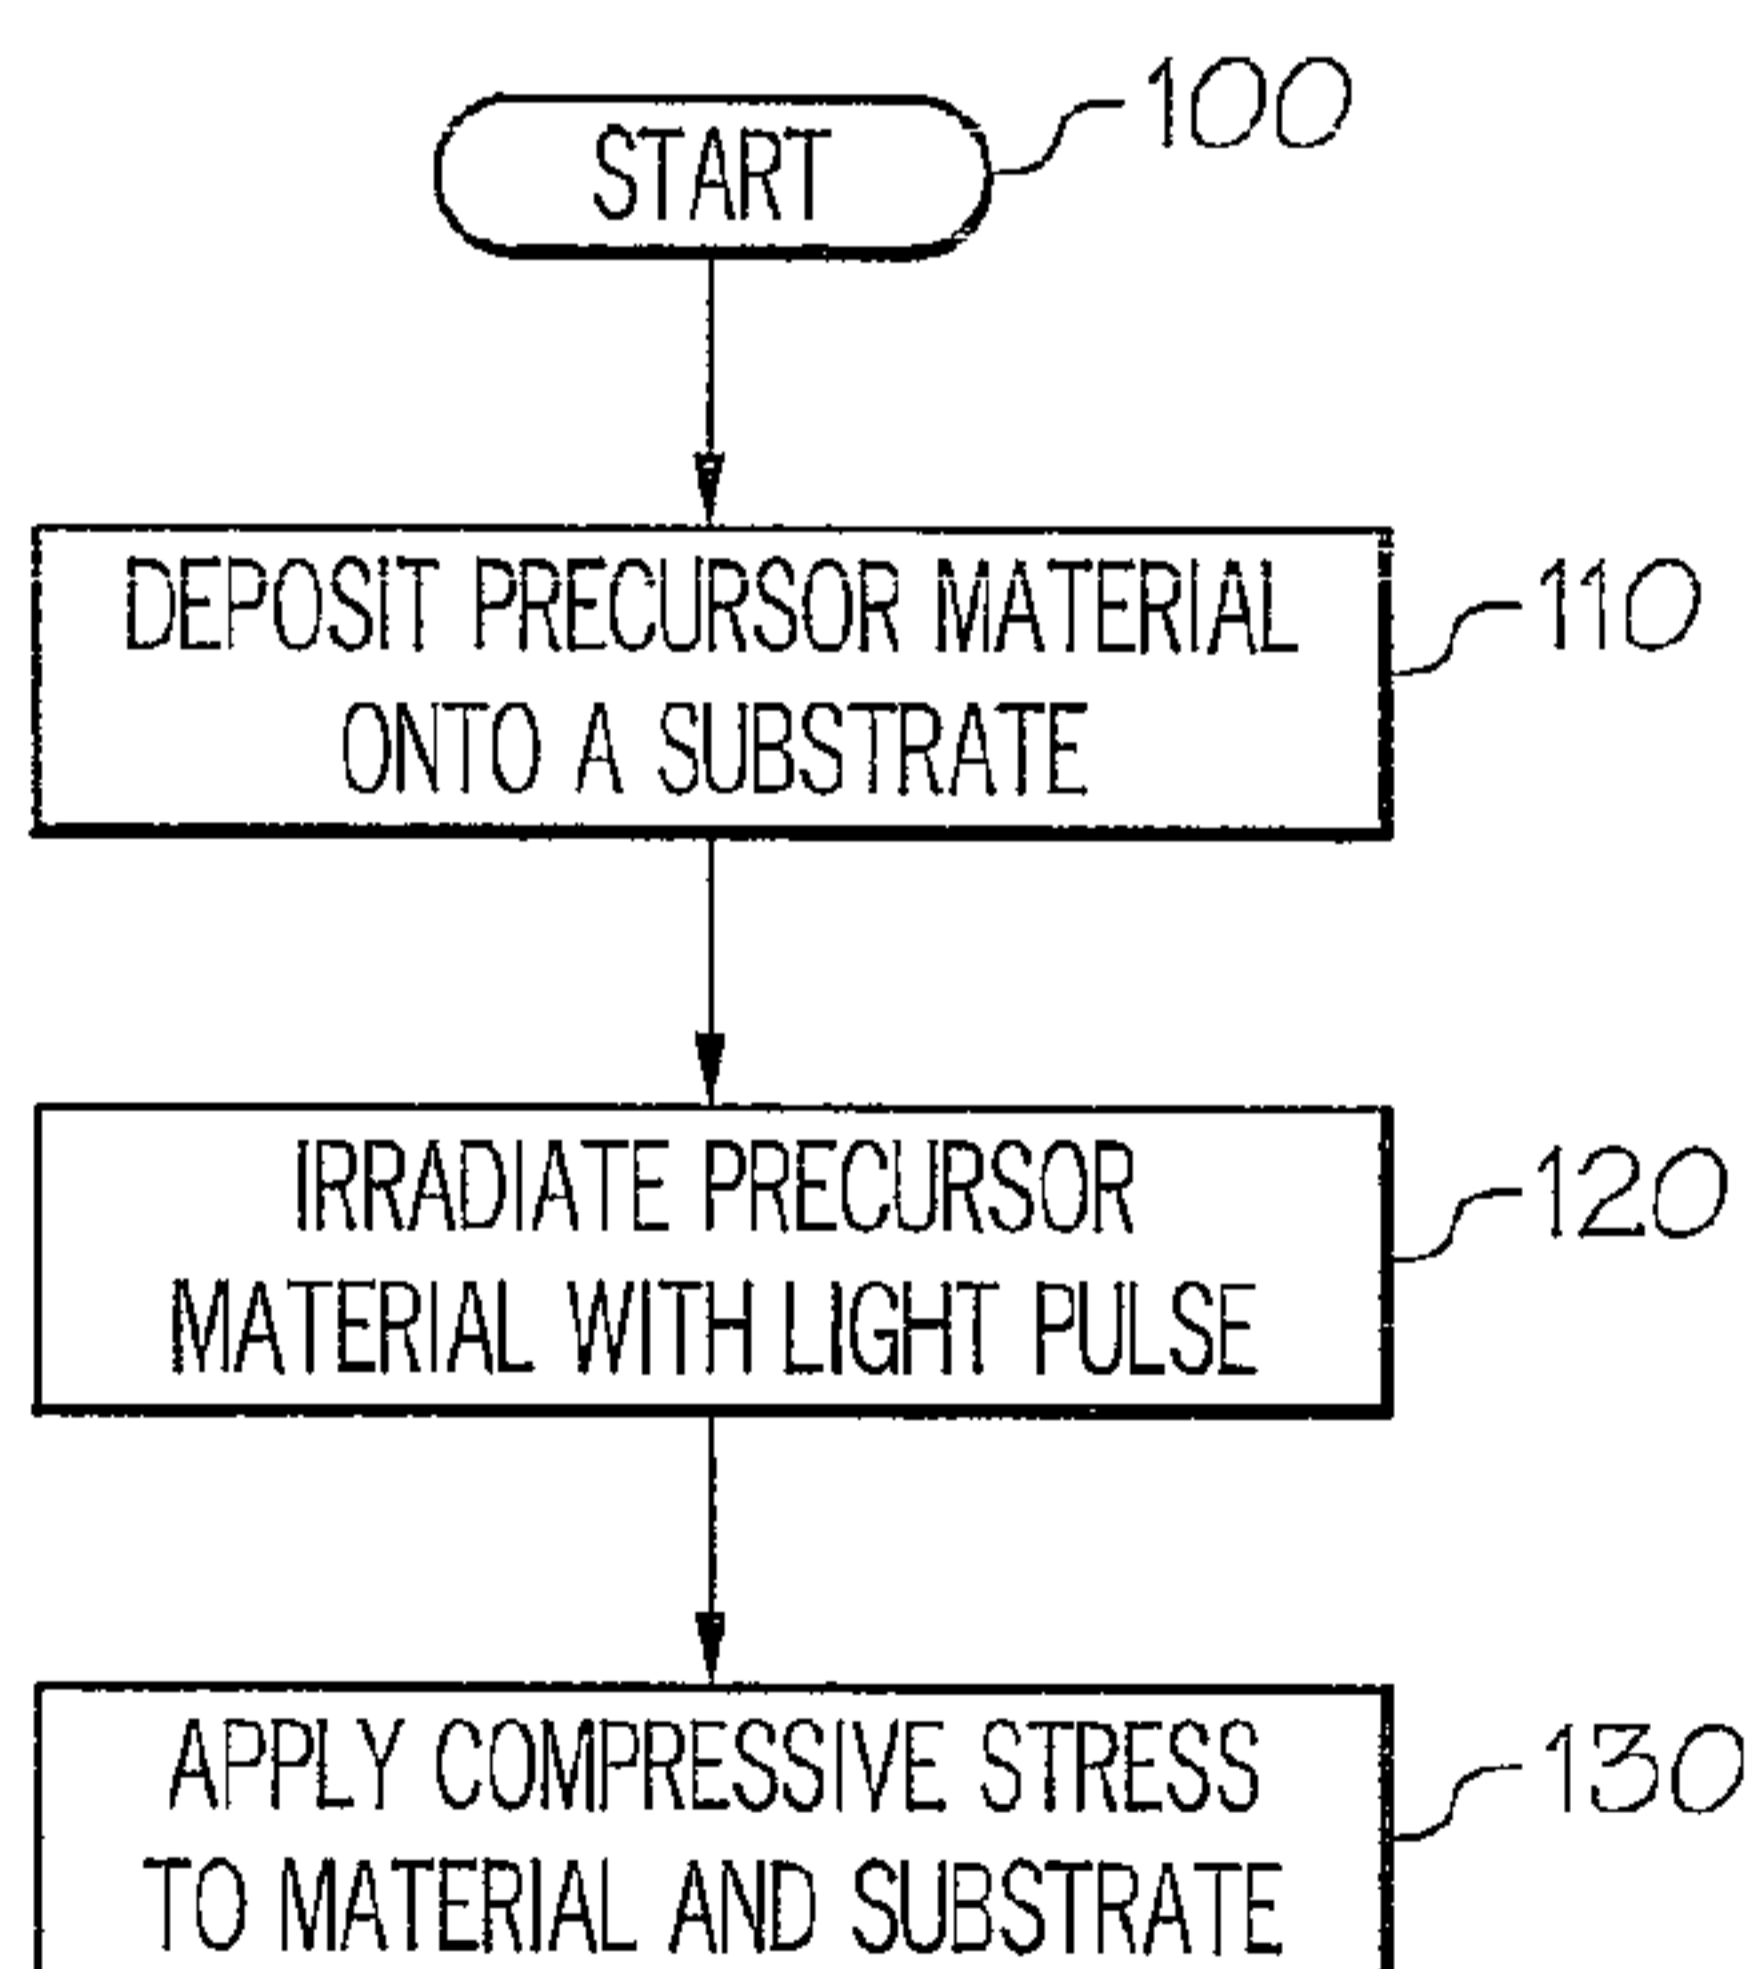 START 100
DEPOSIT PRECURSOR MATERIAL
ONTO A SUBSTRATE
110
IRRADIATE PRECURSOR
MATERIAL WITH LIGHT PULSE
120
APPLY COMPRESSIVE STRESS
TO MATERIAL AND SUBSTRATE
130